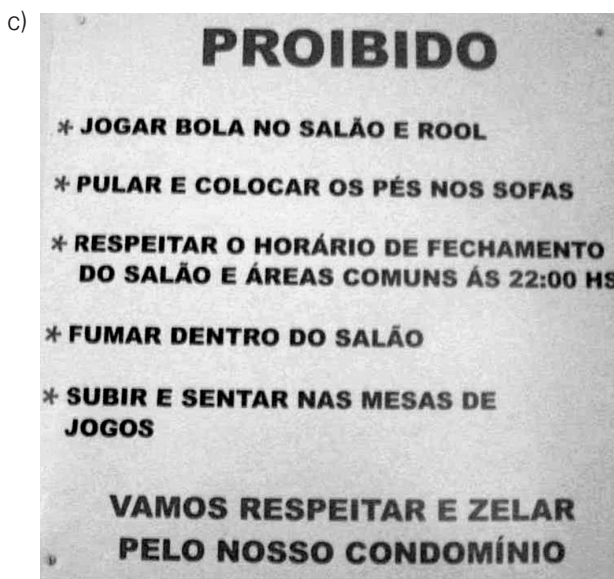 c)
PROIBIDO
* JOGAR BOLA NO SALÃO E ROOL
* PULAR E COLOCAR OS PÉS NOS SOFAS
* RESPEITAR O HORÁRIO DE FECHAMENTO
DO SALÃO E ÁREAS COMUNS ÁS 22:00 HS
* FUMAR DENTRO DO SALÃO
* SUBIR E SENTAR NAS MESAS DE
JOGOS
VAMOS RESPEITAR E ZELAR
PELO NOSSO CONDOMÍNIO